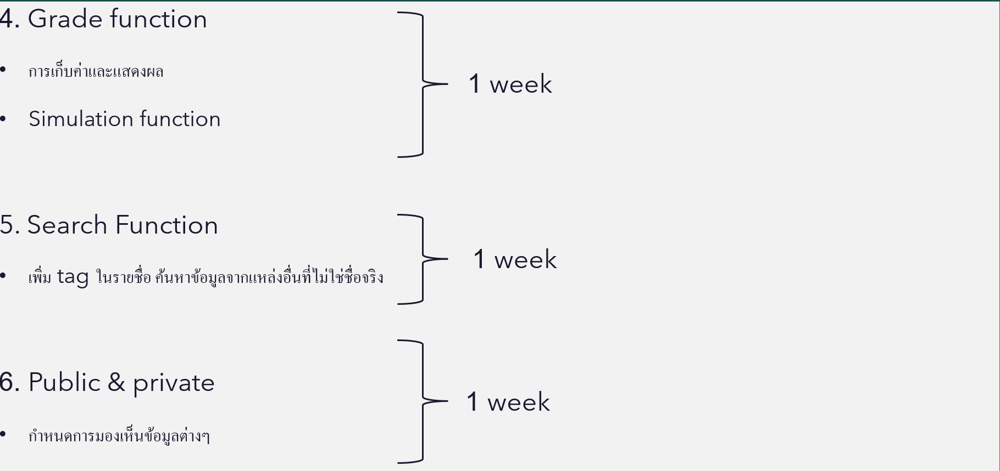 4. Grade function
• การเก็บค่าและแสดงผล
1 week
• Simulation function
5. Search Function
1 week
• เพิ่ม tag ในรายชื่อ ค้นหาข้อมูลจากแหล่งอื่นที่ไม่ใช่ชื่อจริง
6. Public & private
1 week
• กำหนดการมองเห็นข้อมูลต่างๆ